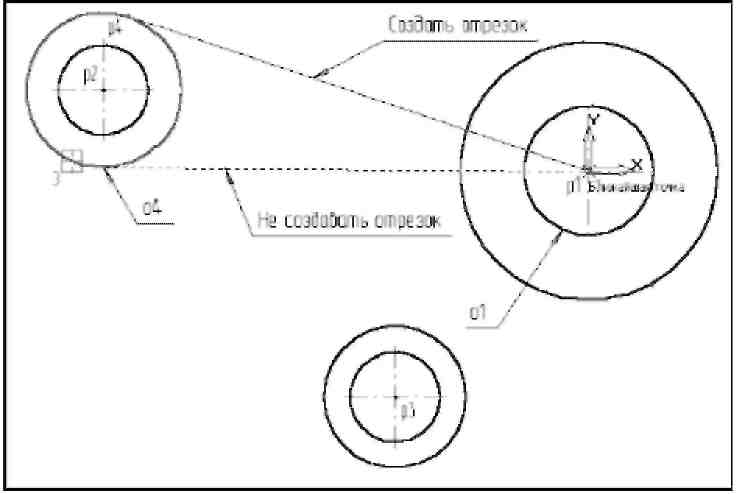 Создать отрезок
p4
p2
Y
X
p1 Ближайшая точка
3
o4
Не создавать отрезок
o1
p3